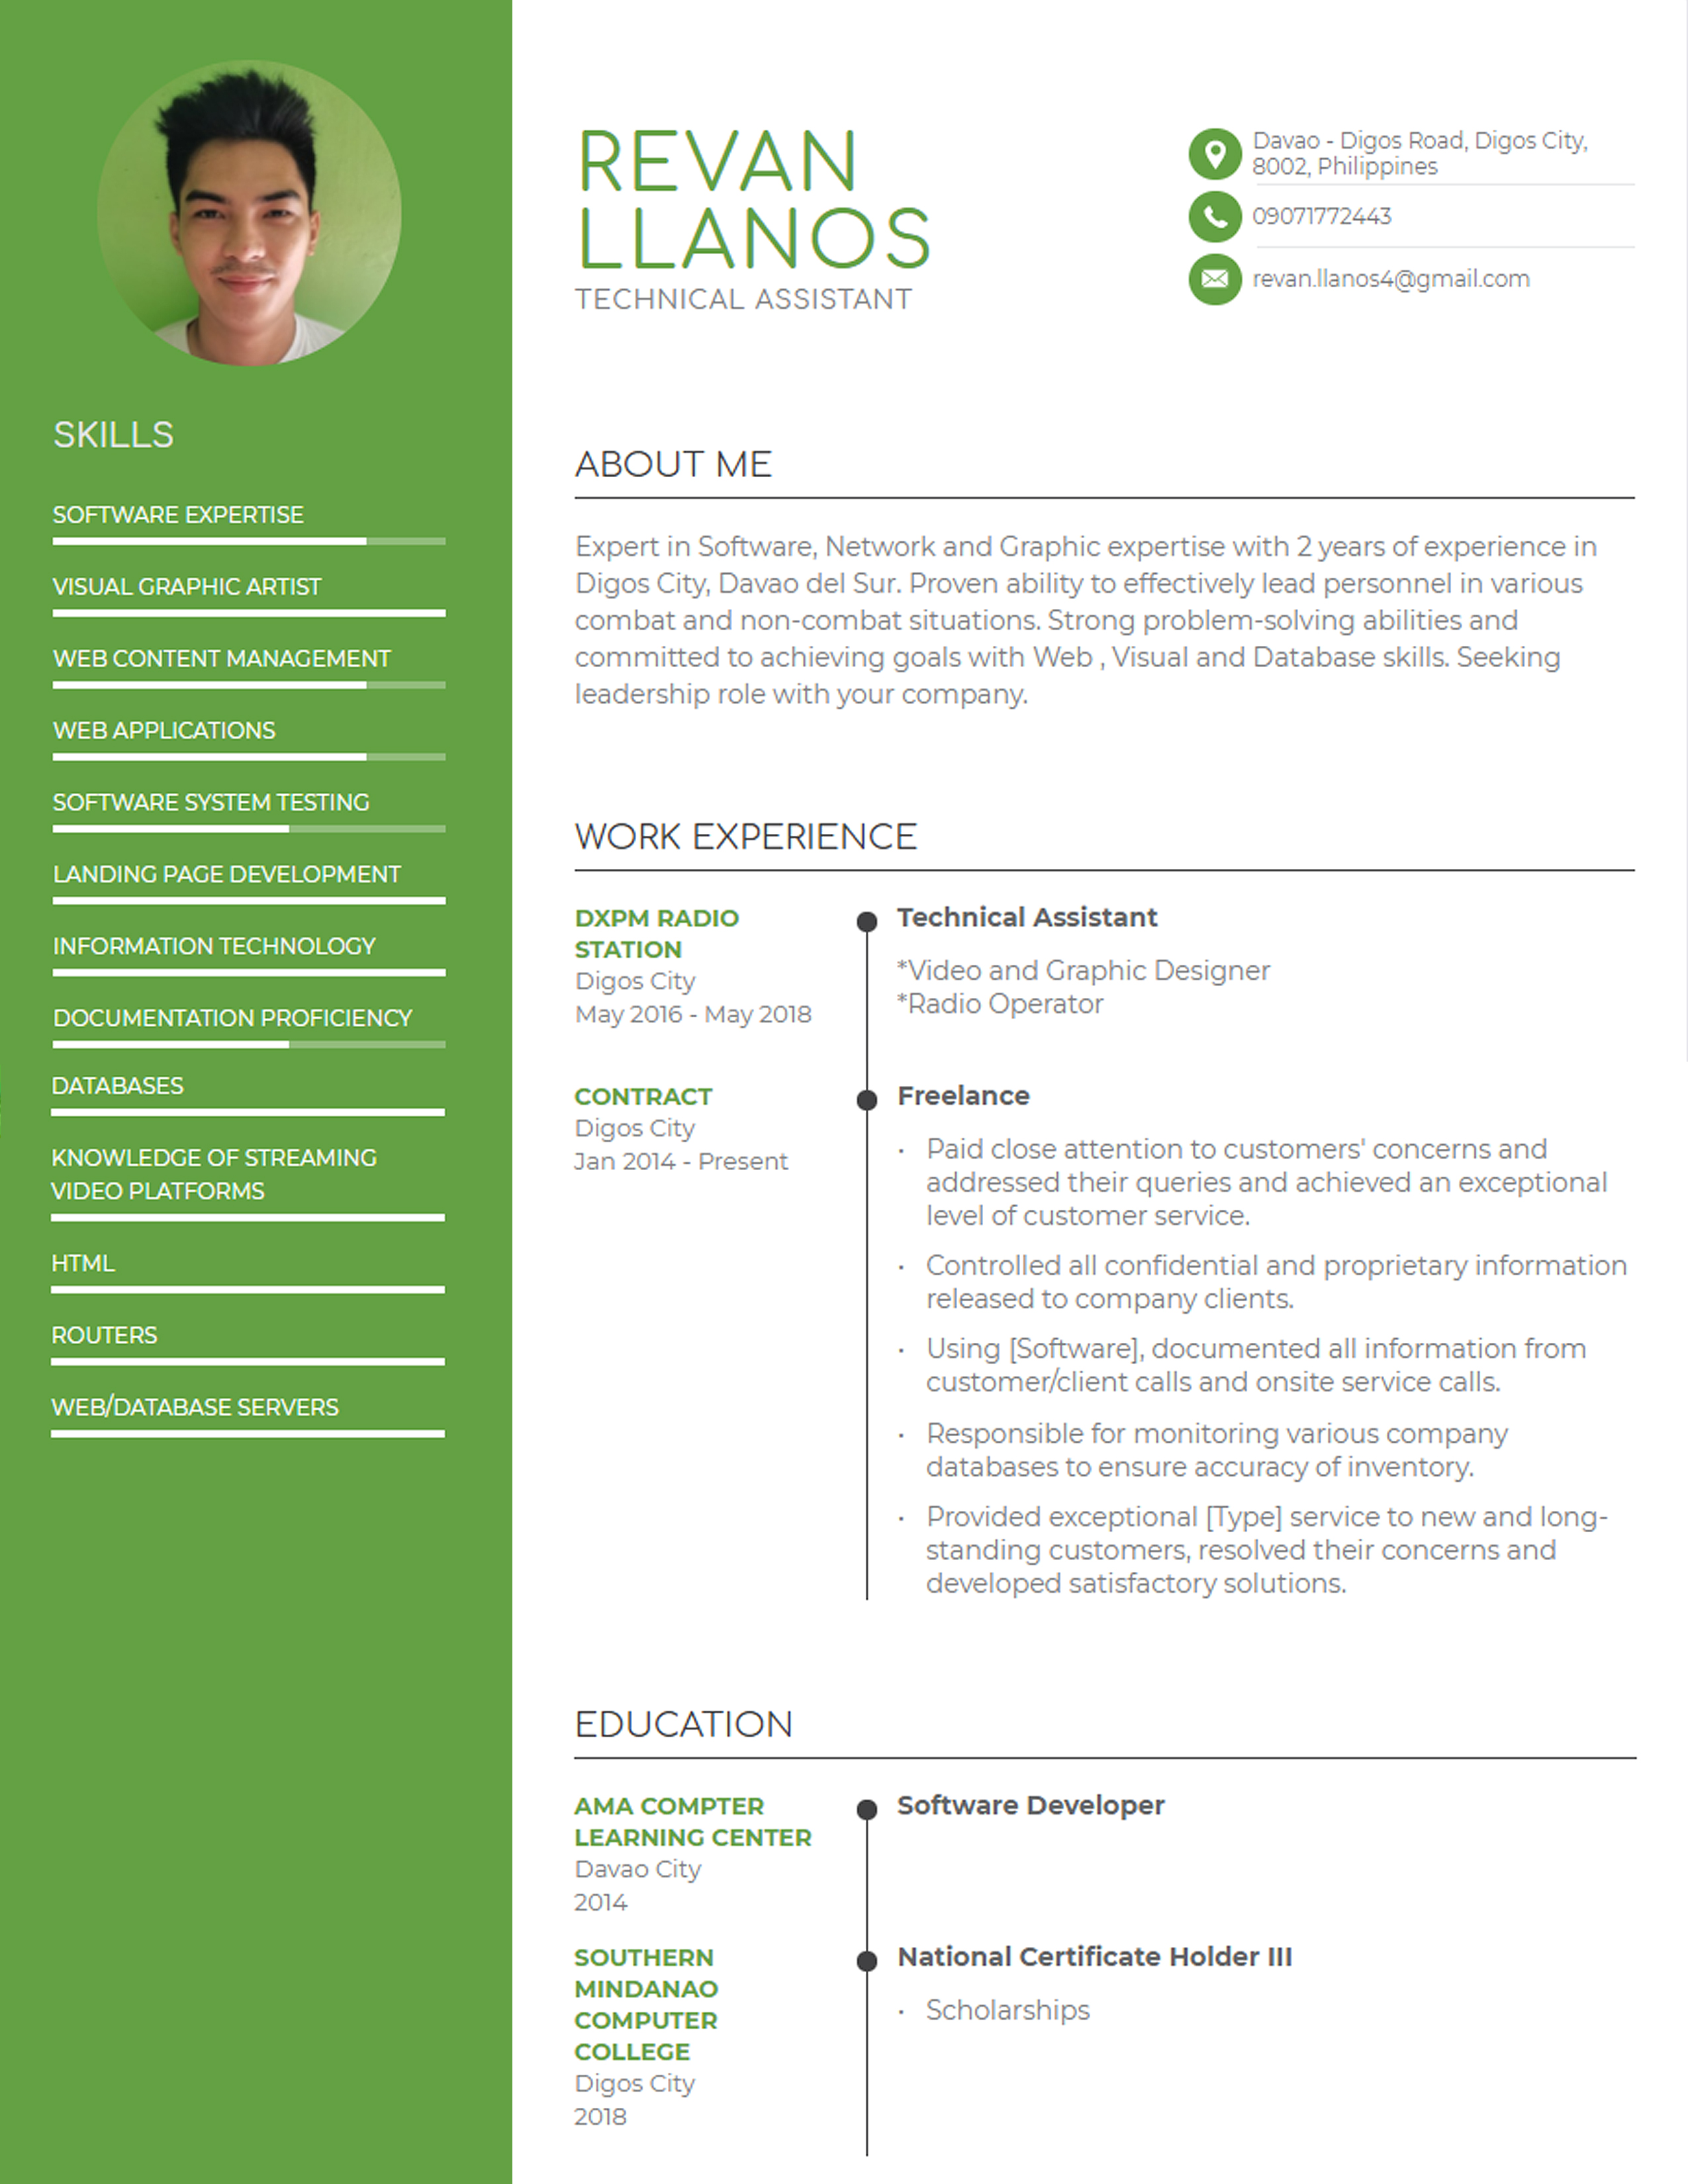 REVAN
LLANOS
TECHNICAL ASSISTANT
Davao - Digos Road, Digos City,
8002, Philippines
09071772443
revan.llanos4@gmail.com
SKILLS
SOFTWARE EXPERTISE
VISUAL GRAPHIC ARTIST
WEB CONTENT MANAGEMENT
WEB APPLICATIONS
SOFTWARE SYSTEM TESTING
LANDING PAGE DEVELOPMENT
INFORMATION TECHNOLOGY
DOCUMENTATION PROFICIENCY
DATABASES
KNOWLEDGE OF STREAMING
VIDEO PLATFORMS
HTML
ROUTERS
WEB/DATABASE SERVERS
ABOUT ME
Expert in Software, Network and Graphic expertise with 2 years of experience in
Digos City, Davao del Sur. Proven ability to effectively lead personnel in various
combat and non-combat situations. Strong problem-solving abilities and
committed to achieving goals with Web , Visual and Database skills. Seeking
leadership role with your company.
WORK EXPERIENCE
DXPM RADIO
STATION
Digos City
May 2016 - May 2018
Technical Assistant
*Video and Graphic Designer
*Radio Operator
CONTRACT
Digos City
Jan 2014 - Present
Freelance
· Paid close attention to customers' concerns and
addressed their queries and achieved an exceptional
level of customer service.
· Controlled all confidential and proprietary information
released to company clients.
· Using [Software], documented all information from
customer/client calls and onsite service calls.
· Responsible for monitoring various company
databases to ensure accuracy of inventory.
· Provided exceptional [Type] service to new and long-
standing customers, resolved their concerns and
developed satisfactory solutions.
EDUCATION
AMA COMPTER
LEARNING CENTER
Davao City
2014
Software Developer
SOUTHERN
MINDANAO
COMPUTER
COLLEGE
Digos City
2018
National Certificate Holder III
· Scholarships